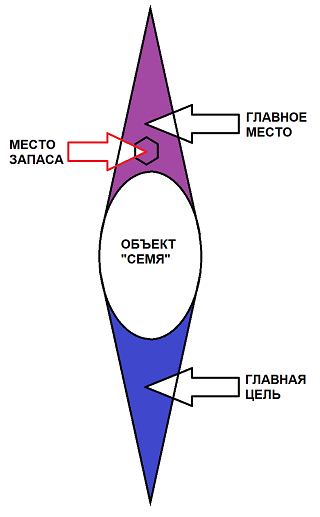 ГЛАВНОЕ
МЕСТО
МЕСТО
ЗАПАСА
ОБЪЕКТ
"СЕМЯ"
ГЛАВНАЯ
ЦЕЛЬ